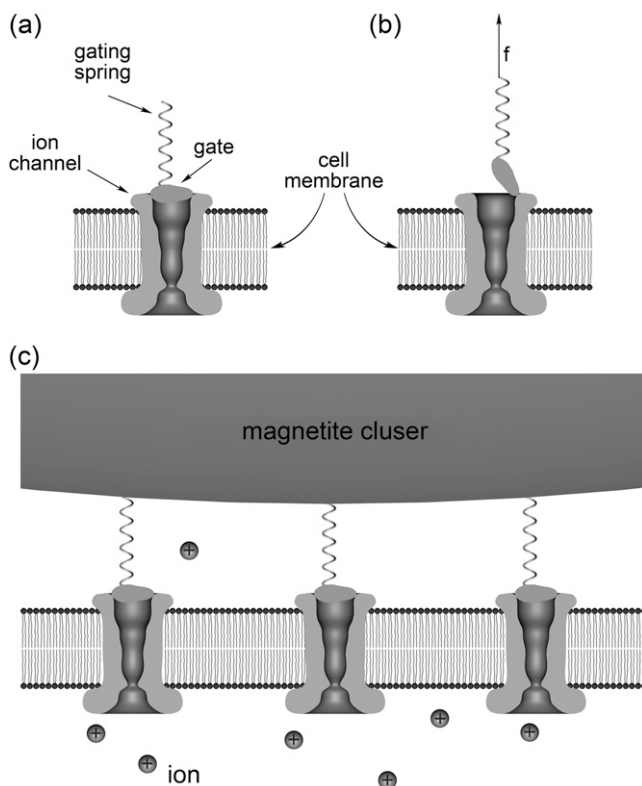 (a)
gating
spring
ion
channel
gate
(b)
f
cell
membrane
(c)
magnetite cluser
+
+
+
+
+
+
+
ion